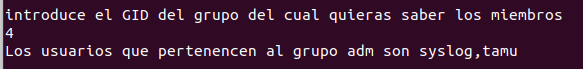 introduce el GID del grupo del cual quieras saber los miembros
4
Los usuarios que pertenencen al grupo adm son syslog,tamu